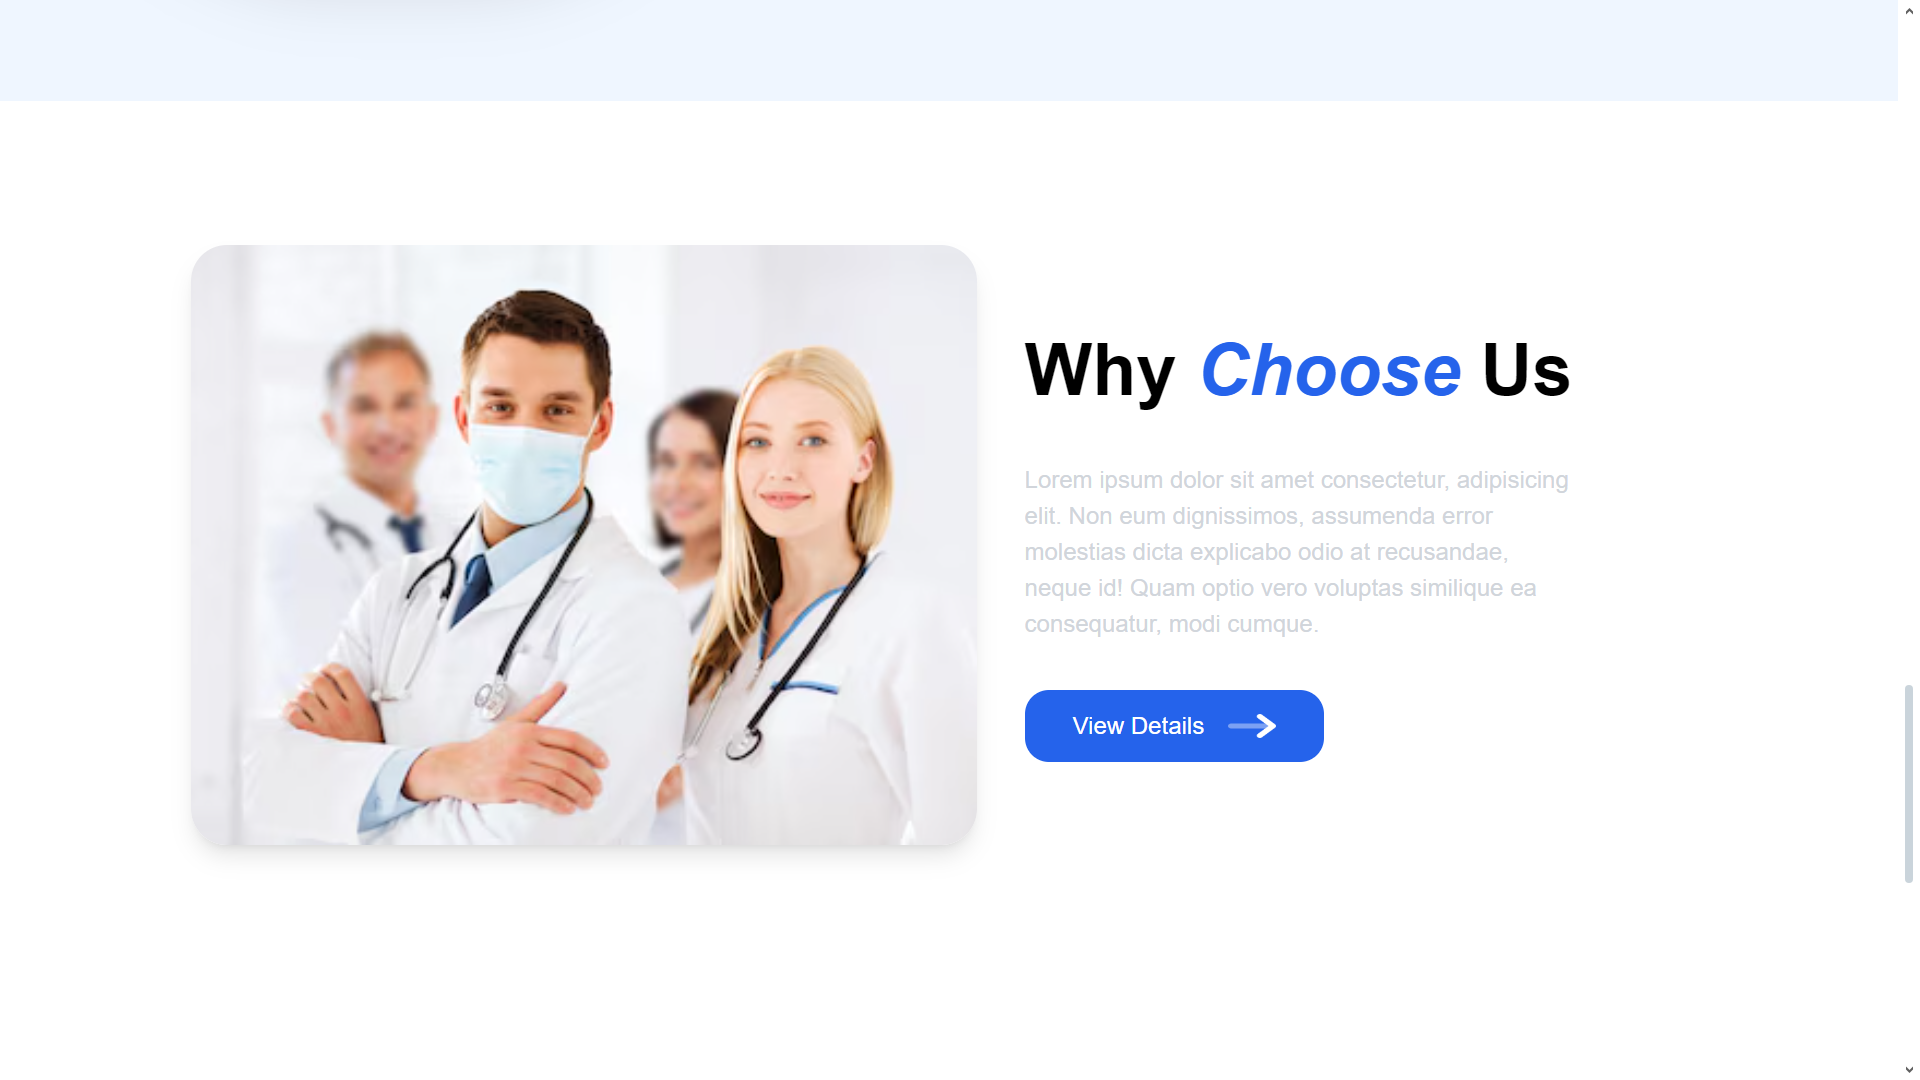 Why Choose Us
Lorem ipsum dolor sit amet consectetur, adipisicing
elit. Non eum dignissimos, assumenda error
molestias dicta explicabo odio at recusandae,
neque id! Quam optio vero voluptas similique ea
consequatur, modi cumque.
View Details